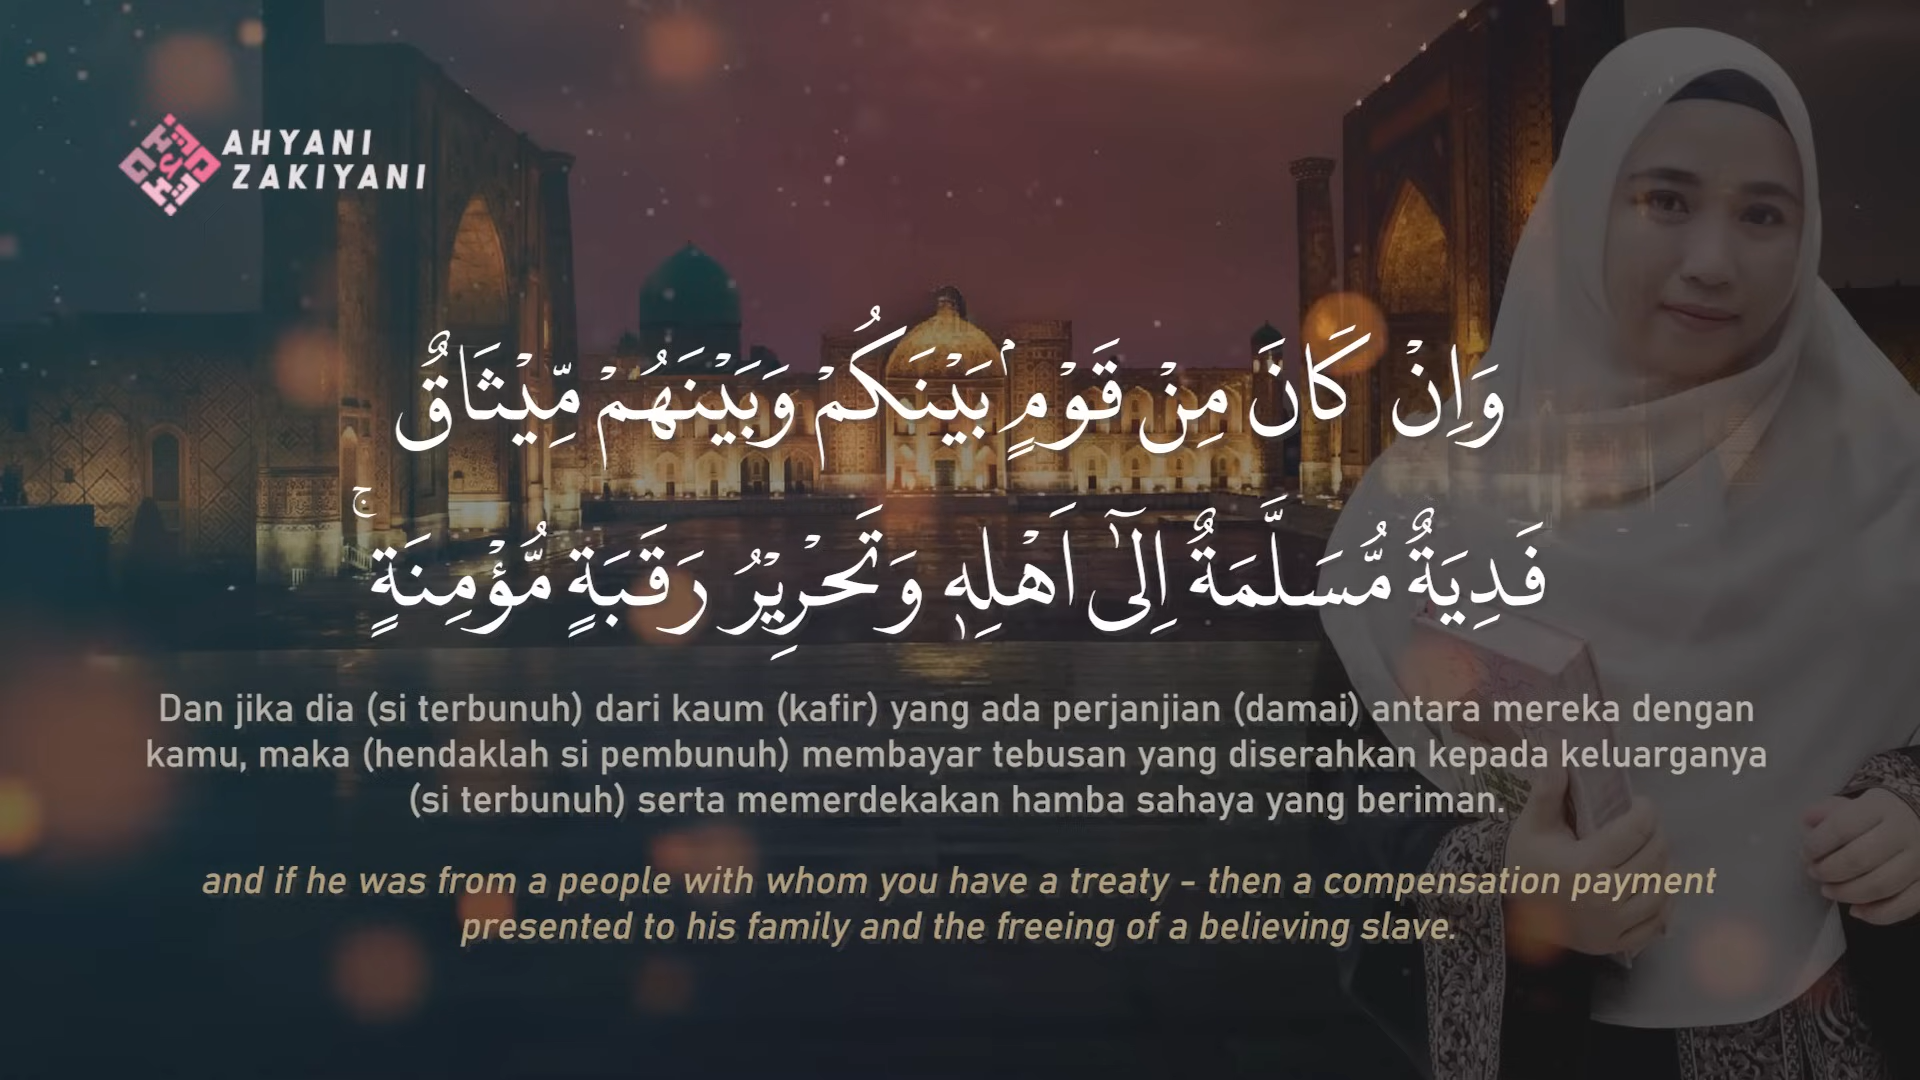 AHYANI
ZAKIYANI
وَاِنْ كَانَ مِنْ قَوْمٍۢ بَيْنَكُمْ وَبَيْنَهُمْ مِّيْثَاقٌ
فَدِيَةٌ مُّسَلَّمَةٌ اِلٰٓى اَهْلِهٖ وَتَحْرِيْرُ رَقَبَةٍ مُّؤْمِنَةٍۚ
Dan jika dia (si terbunuh) dari kaum (kafir) yang ada perjanjian (damai) antara mereka dengan
kamu, maka (hendaklah si pembunuh) membayar tebusan yang diserahkan kepada keluarganya
(si terbunuh) serta memerdekakan hamba sahaya yang beriman.
and if he was from a people with whom you have a treaty - then a compensation payment
presented to his family and the freeing of a believing slave.